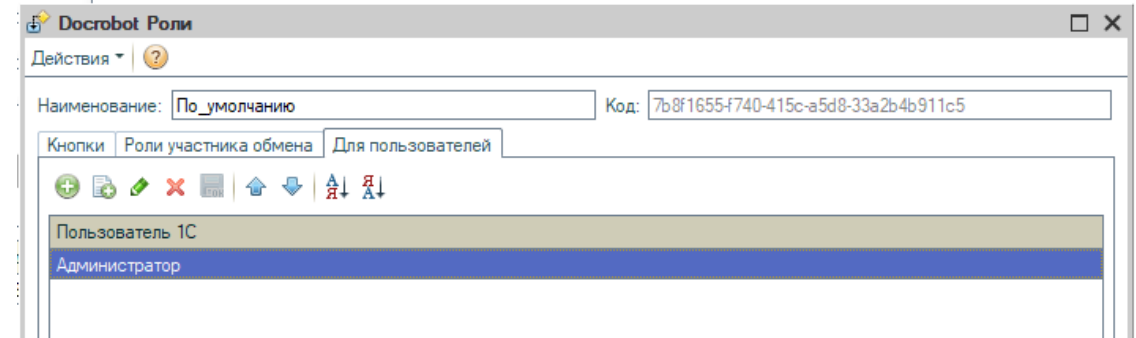 Docrobot Роли
Действия
Наименование: По_умолчанию Код: 7b8f1655-f740-415c-a5d8-33a2b4b911c5
Кнопки Роли участника обмена Для пользователей
Пользователь 1С
Администратор